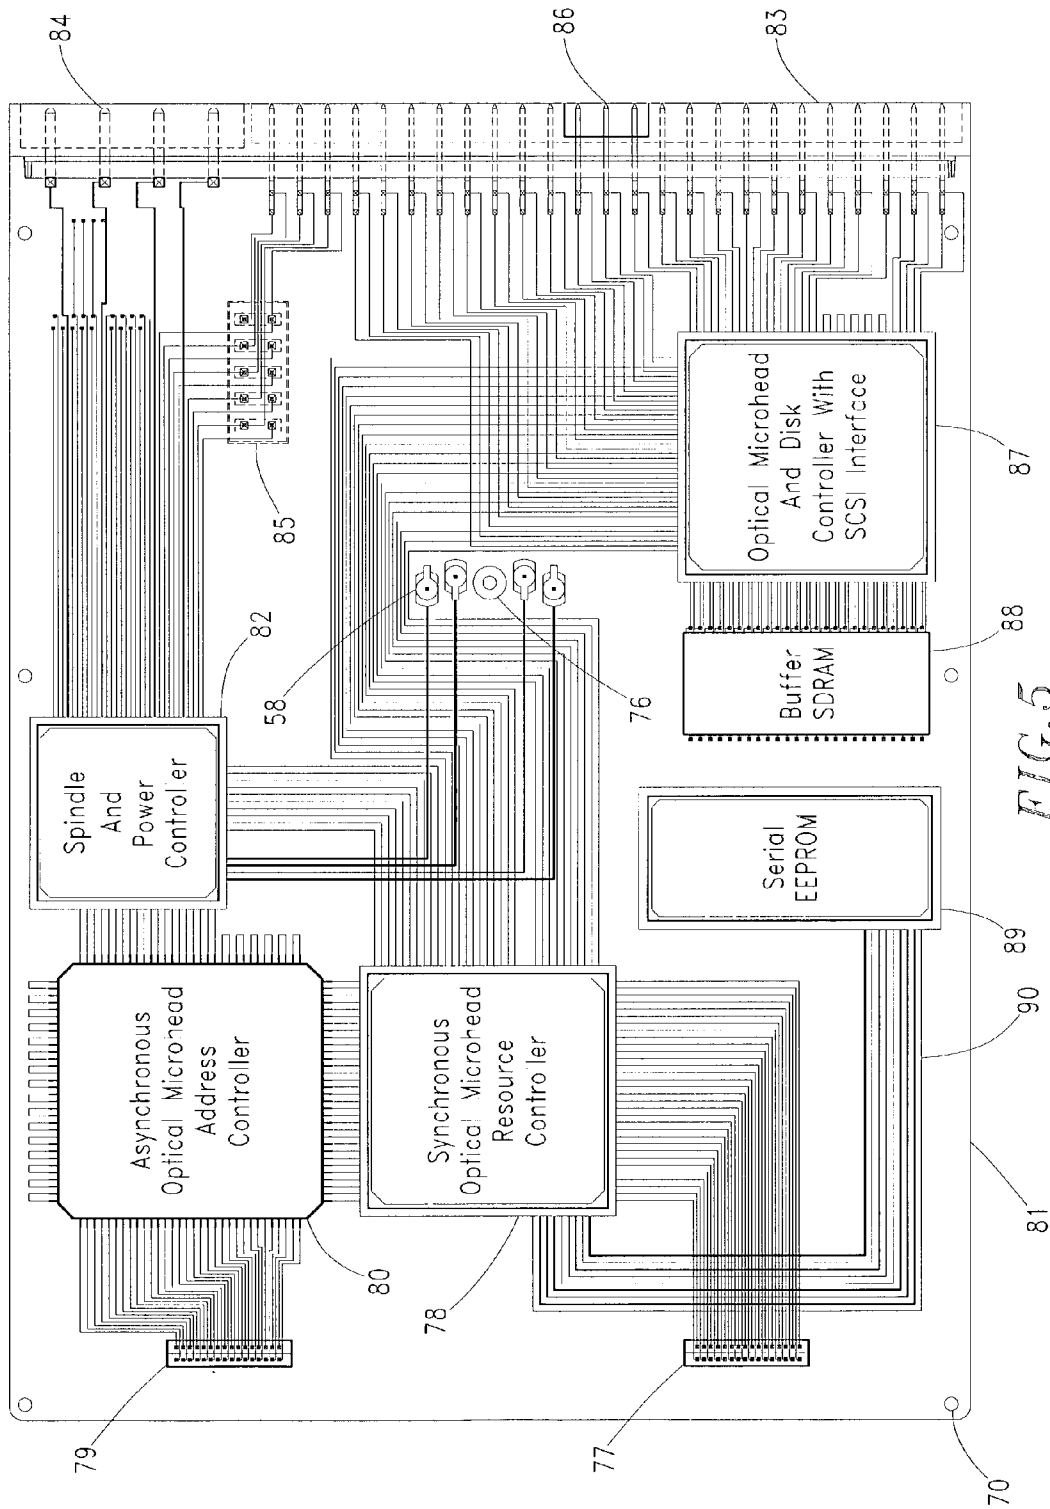 84
86
83
85
82
58
76
87
88
89
90
81
80
78
79
77
70
Spindle
And
Power
Controller
Asynchronous
Optical Microhead
Address
Controller
Synchronous
Optical Microhead
Resource
Controller
Optical Microhead
And Disk
Controller With
SCSI Interface
Buffer
SDRAM
Serial
EEPROM
FIG.5